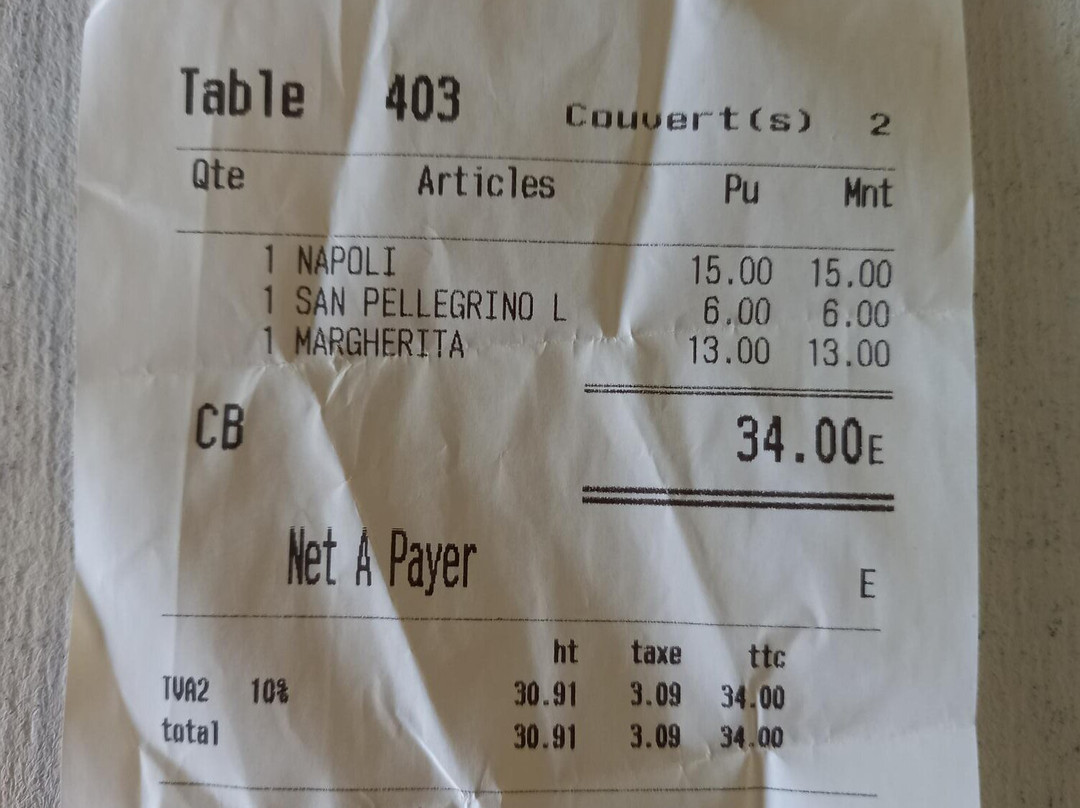 Table 403 Couvert(s) 2
Qte Articles Pu Mnt
1 NAPOLI 15.00 15.00
1 SAN PELLEGRINO L 6.00 6.00
1 MARGHERITA 13.00 13.00
CB 34.00E
Net A Payer E
ht taxe ttc
TVA2 10% 30.91 3.09 34.00
total 30.91 3.09 34.00